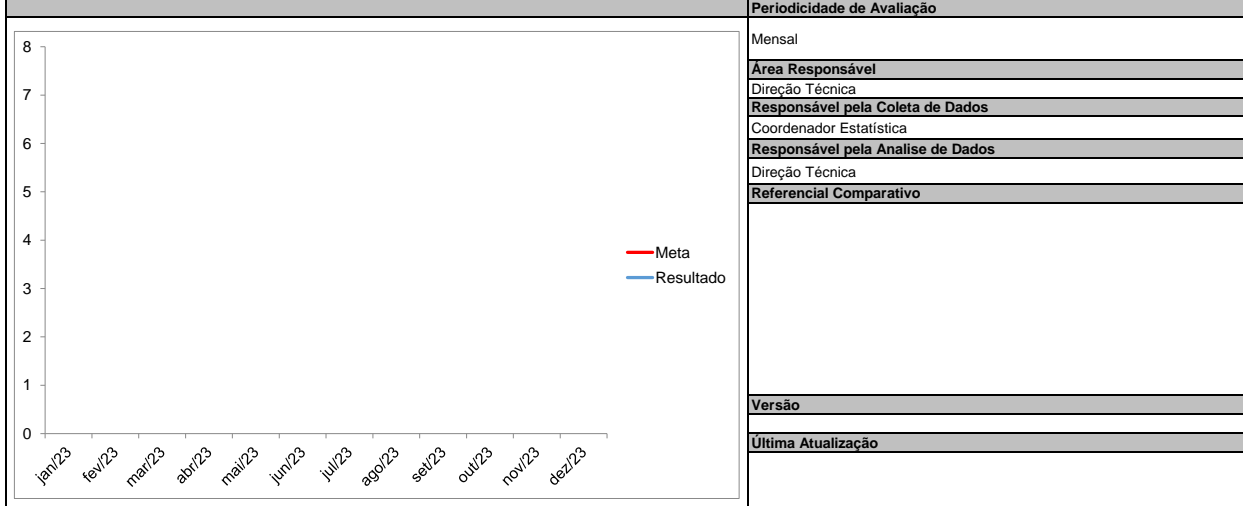 Periodicidade de Avaliação
Mensal
Área Responsável
Direção Técnica
Responsável pela Coleta de Dados
Coordenador Estatística
Responsável pela Analise de Dados
Direção Técnica
Referencial Comparativo
Versão
Última Atualização
8
7
6
5
4
3
2
1
0
jan/23 fev/23 mar/23 abr/23 mai/23 jun/23 jul/23 ago/23 set/23 out/23 nov/23 dez/23
Meta
Resultado